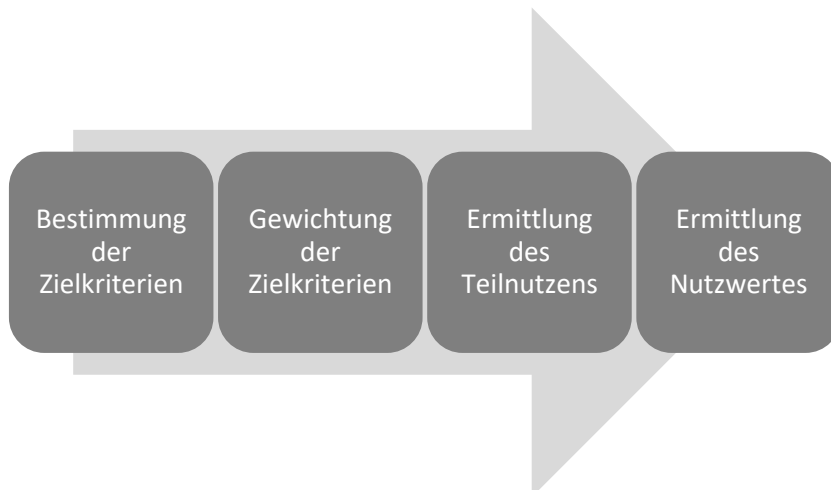 Bestimmung
der
Zielkriterien
Gewichtung
der
Zielkriterien
Ermittlung
des
Teilnutzens
Ermittlung
des
Nutzwertes